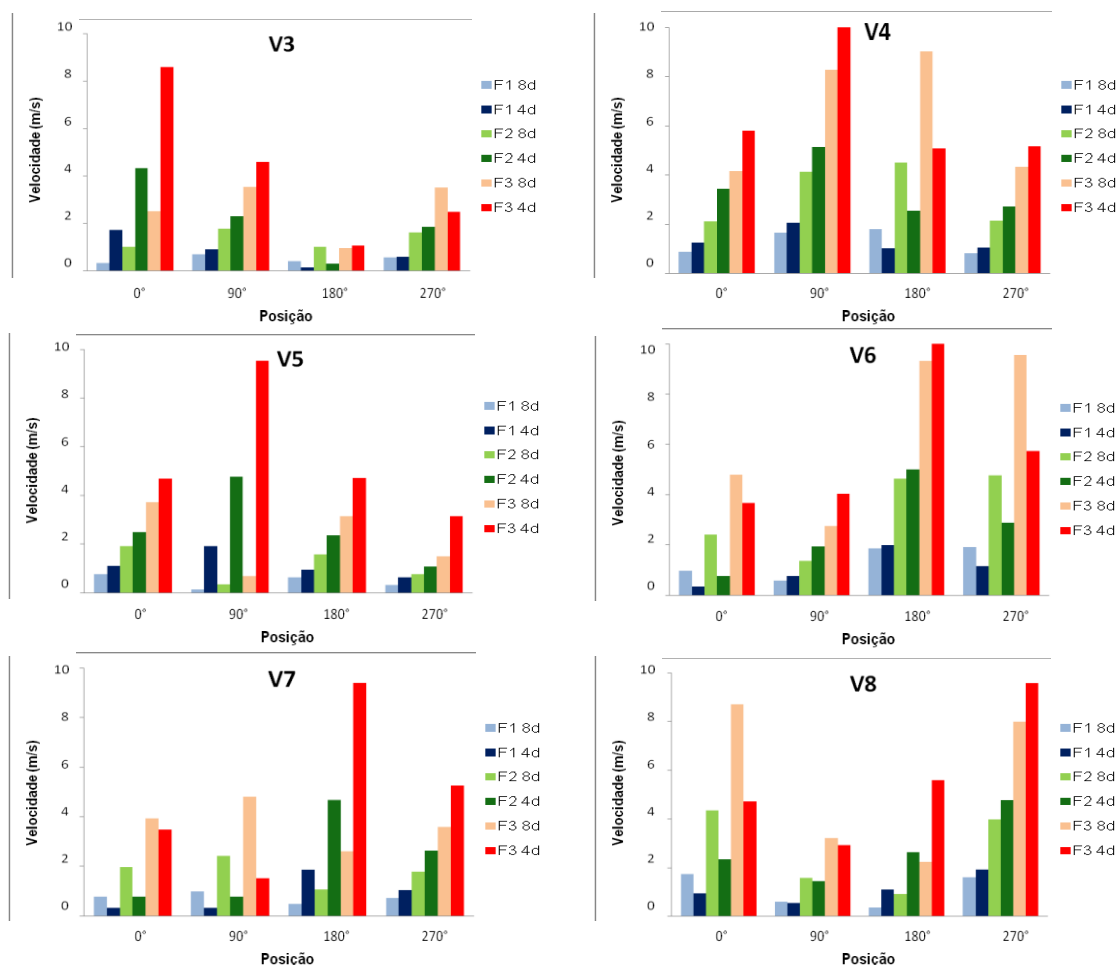 V3
10
8
6
4
2
0
Velocidade (m/s)
0° 90° 180° 270°
Posição
F1 8d
F1 4d
F2 8d
F2 4d
F3 8d
F3 4d
V4
10
8
6
4
2
0
Velocidade (m/s)
0° 90° 180° 270°
Posição
F1 8d
F1 4d
F2 8d
F2 4d
F3 8d
F3 4d
V5
10
8
6
4
2
0
Velocidade (m/s)
0° 90° 180° 270°
Posição
F1 8d
F1 4d
F2 8d
F2 4d
F3 8d
F3 4d
V6
10
8
6
4
2
0
Velocidade (m/s)
0° 90° 180° 270°
Posição
F1 8d
F1 4d
F2 8d
F2 4d
F3 8d
F3 4d
V7
10
8
6
4
2
0
Velocidade (m/s)
0° 90° 180° 270°
Posição
F1 8d
F1 4d
F2 8d
F2 4d
F3 8d
F3 4d
V8
10
8
6
4
2
0
Velocidade (m/s)
0° 90° 180° 270°
Posição
F1 8d
F1 4d
F2 8d
F2 4d
F3 8d
F3 4d